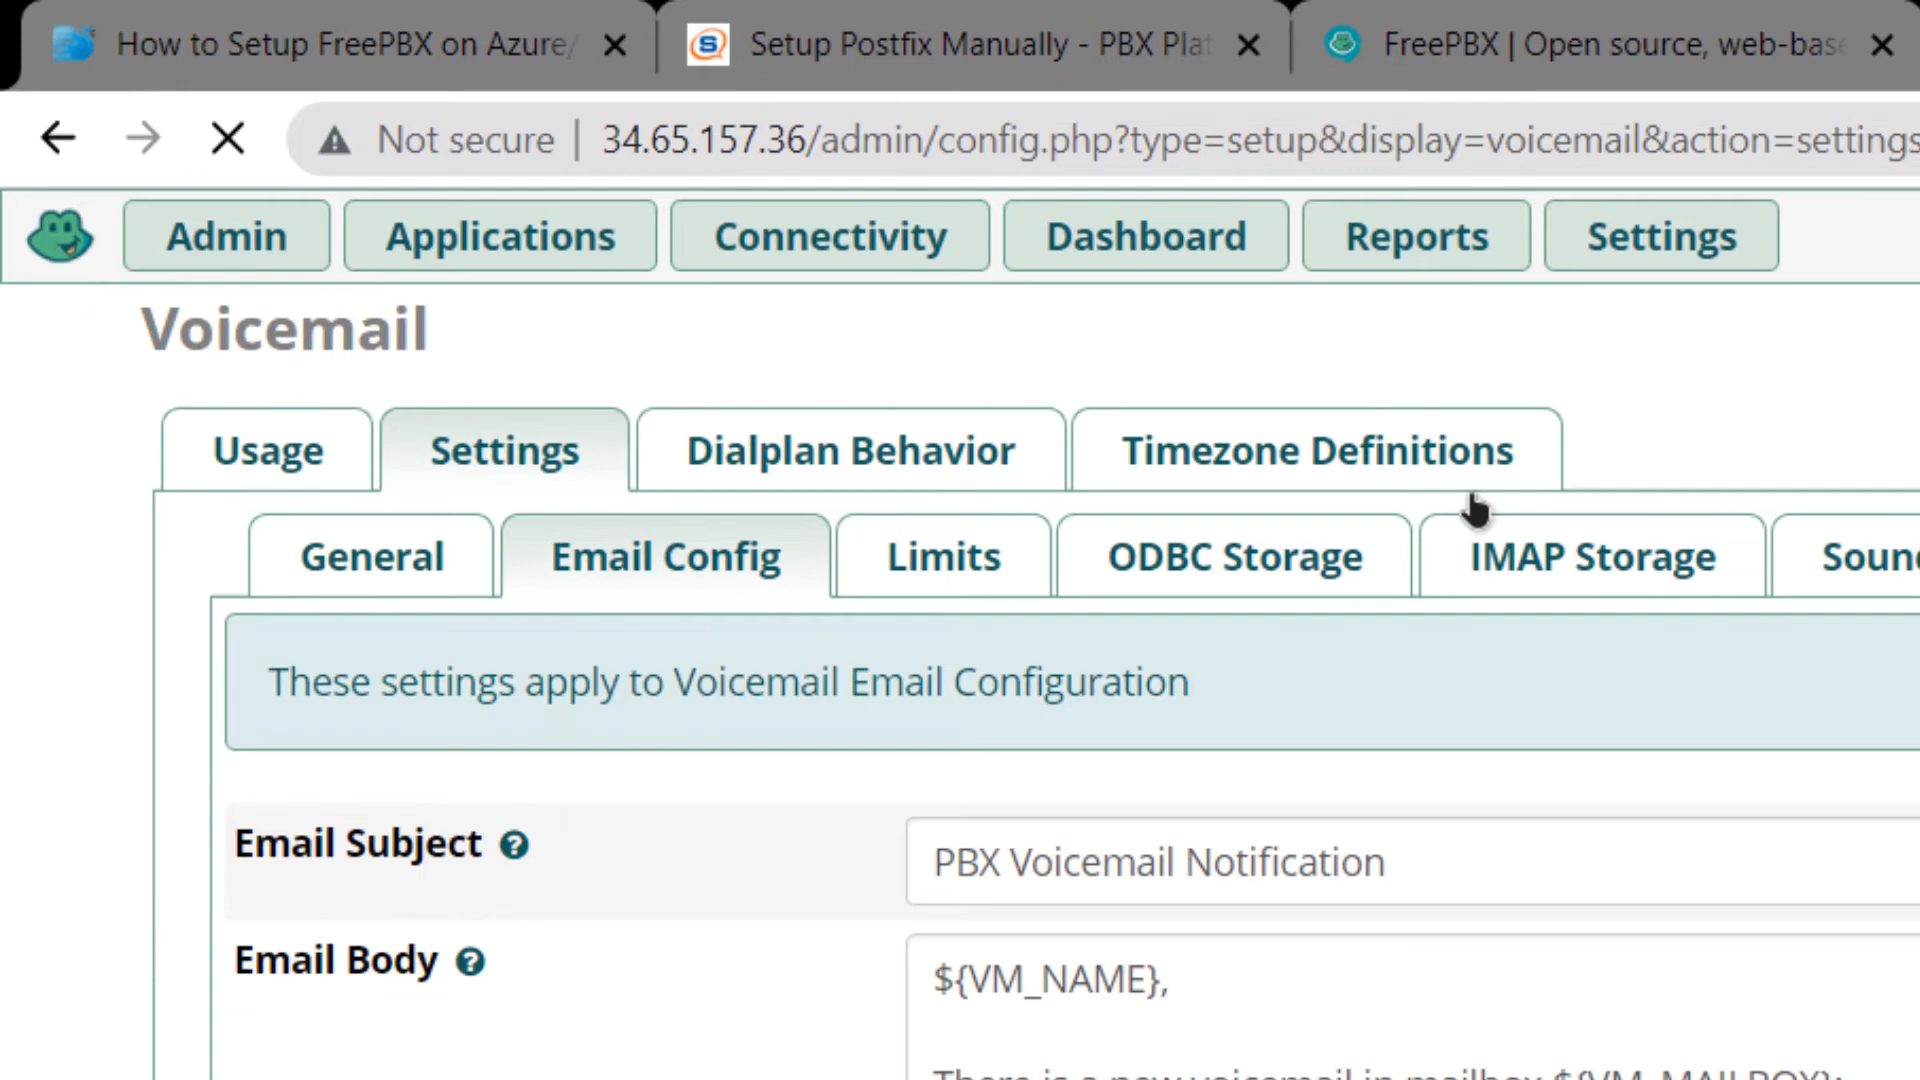 How to Setup FreePBX on Azure/
Setup Postfix Manually - PBX Plat
FreePBX | Open source, web-base
Not secure | 34.65.157.36/admin/config.php?type=setup&display=voicemail&action=settings
Admin
Applications
Connectivity
Dashboard
Reports
Settings
Voicemail
Usage
Settings
Dialplan Behavior
Timezone Definitions
General
Email Config
Limits
ODBC Storage
IMAP Storage
Soun
These settings apply to Voicemail Email Configuration
Email Subject ?
PBX Voicemail Notification
Email Body ?
${VM_NAME},
There is a new voicemail in mailbox ${VM_MAILBOX}: